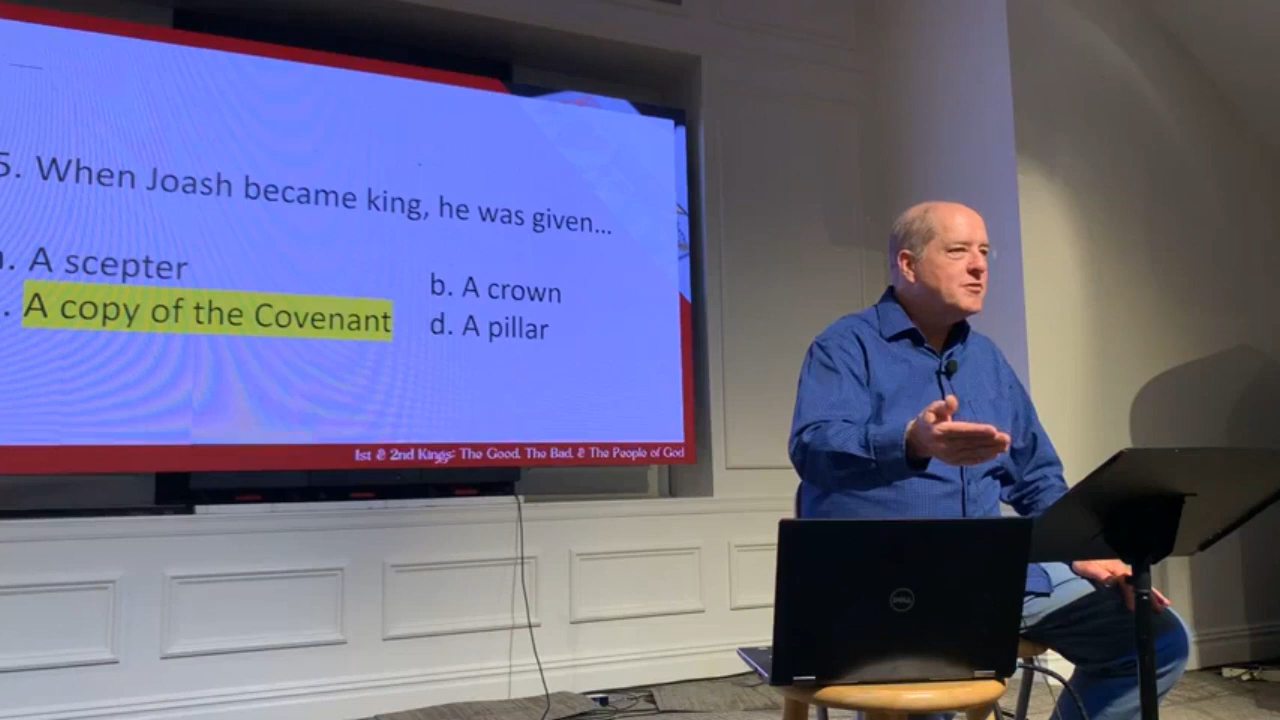 5. When Joash became king, he was given...
. A scepter
b. A crown
. A copy of the Covenant
d. A pillar
1st & 2nd Kings: The Good, The Bad, & The People of God
DELL